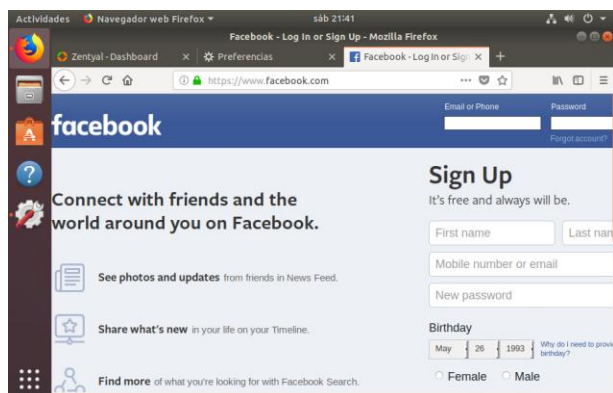 Actividades Navegador web Firefox sáb 21:41
Facebook - Log In or Sign Up - Mozilla Firefox
Zentyal - Dashboard Preferencias Facebook - Log In or Sign
https://www.facebook.com
facebook
Email or Phone Password
Forgot account?
Connect with friends and the
world around you on Facebook.
See photos and updates from friends in News Feed.
Share what's new in your life on your Timeline.
Find more of what you're looking for with Facebook Search.
Sign Up
It's free and always will be.
First name Last nam
Mobile number or email
New password
Birthday
May 26 1993 Why do I need to provi
birthday?
Female Male